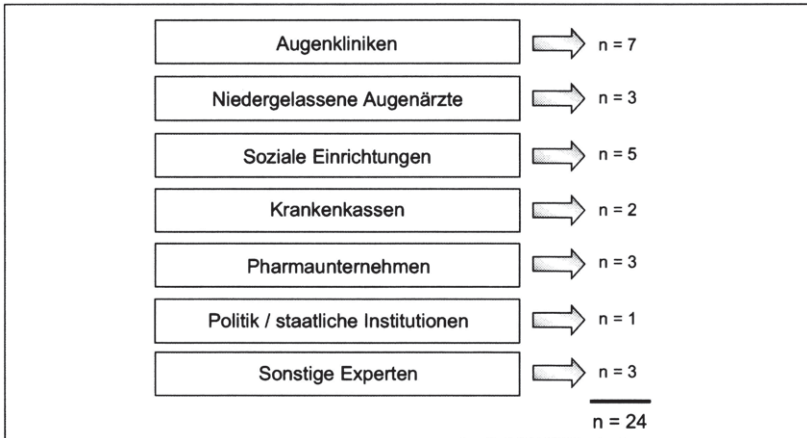 Augenkliniken n = 7
Niedergelassene Augenärzte n = 3
Soziale Einrichtungen n = 5
Krankenkassen n = 2
Pharmaunternehmen n = 3
Politik / staatliche Institutionen n = 1
Sonstige Experten n = 3
n = 24